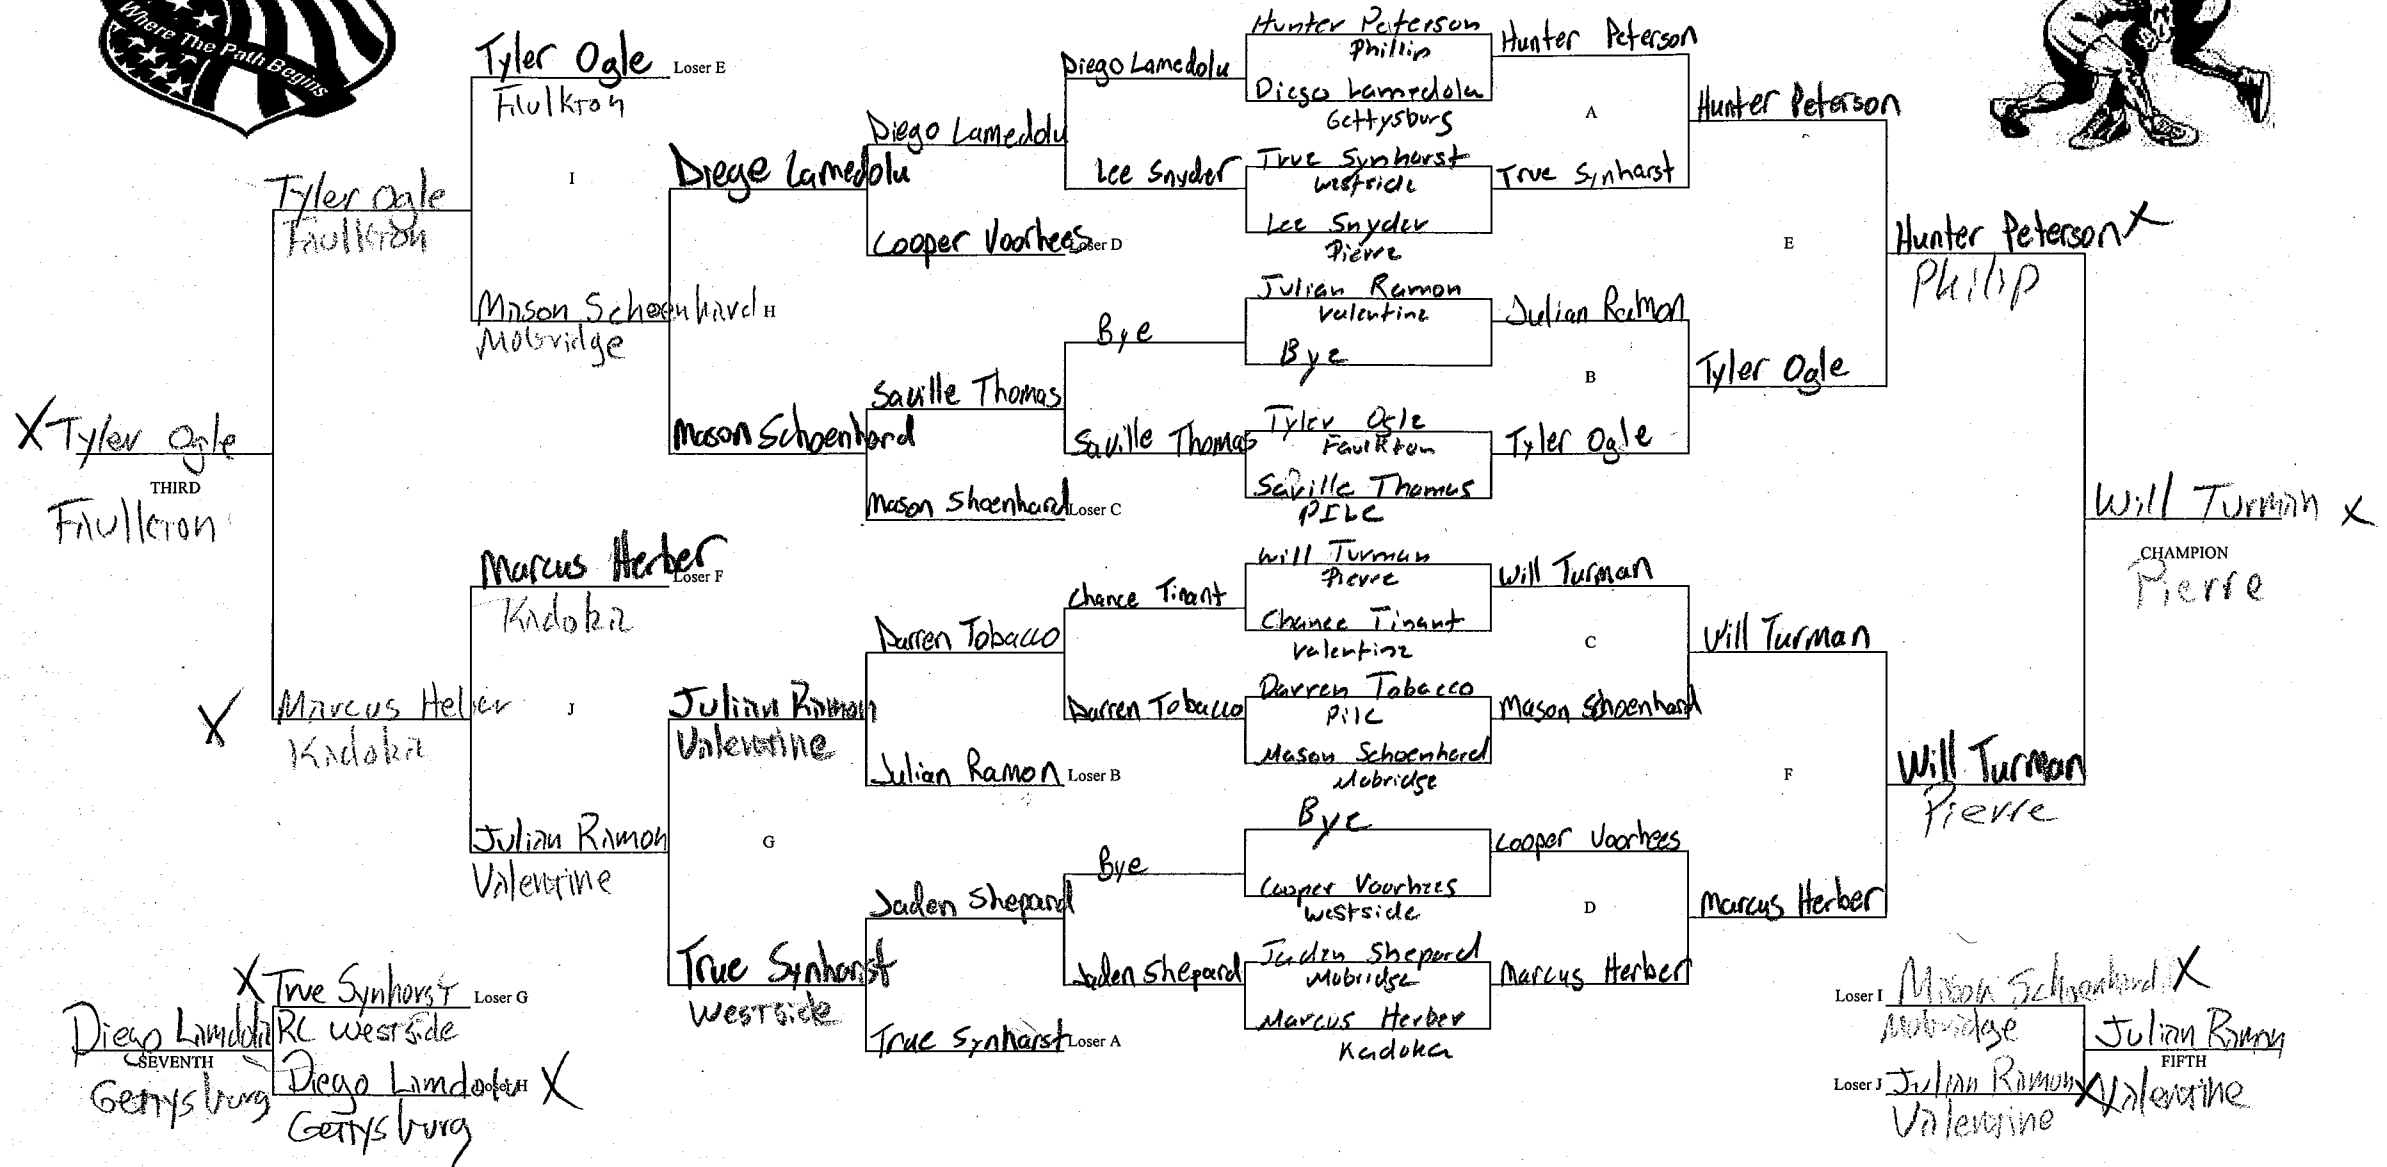 Where The Path Begins
Tyler Ogle
Loser E
Faulkton
I
Tyler Ogle
Faulkton
Mason Schoenhard
H
Mobridge
X Tyler Ogle
THIRD
Faulkton
Marcus Herber
Loser F
Kadoka
X
Marcus Heber
Kadoka
J
Julian Ramon
Valentine
X True Synhorst
Loser G
RC Westside
Diego Lamdolu
SEVENTH
Gettysburg
Diego Lamdolu
Loser H
X
Gettysburg
Diego Lamedolu
Mason Schoenhard
Julian Ramon
Valentine
G
True Synhorst
Westside
Diego Lamedolu
Cooper Voorhees
Loser D
Saville Thomas
Mason Shoenhard
Loser C
Darren Tobacco
Julian Ramon
Loser B
Jaden Shepard
True Synharst
Loser A
Diego Lamedolu
Lee Snyder
Bye
Saville Thomas
Chance Tinant
Darren Tobacco
Bye
Jaden Shepard
Hunter Peterson
Phillip
Diego Lamedolu
Gettysburg
True Synhorst
Westside
Lee Snyder
Pierre
Julian Ramon
Valentine
Bye
Tyler Ogle
Faulkton
Saville Thomas
PILC
Will Turman
Pierre
Chance Tinant
Valentine
Darren Tobacco
PilC
Mason Schoenhard
Mobridge
Bye
Cooper Voorhees
Westside
Jaden Shepard
Mobridge
Marcus Herber
Kadoka
Hunter Peterson
A
True Synharst
Julian Ramon
B
Tyler Ogle
Will Turman
C
Mason Shoenhard
Cooper Voorhees
D
Marcus Herber
Hunter Peterson
E
Tyler Ogle
Will Turman
F
Marcus Herber
Hunter Peterson X
Philip
Will Turman
Pierre
Will Turman X
CHAMPION
Pierre
Loser I
Mason Schoenhard X
Mobridge
Julian Ramon
FIFTH
Loser J
Julian Ramon X
Valentine
Valentine